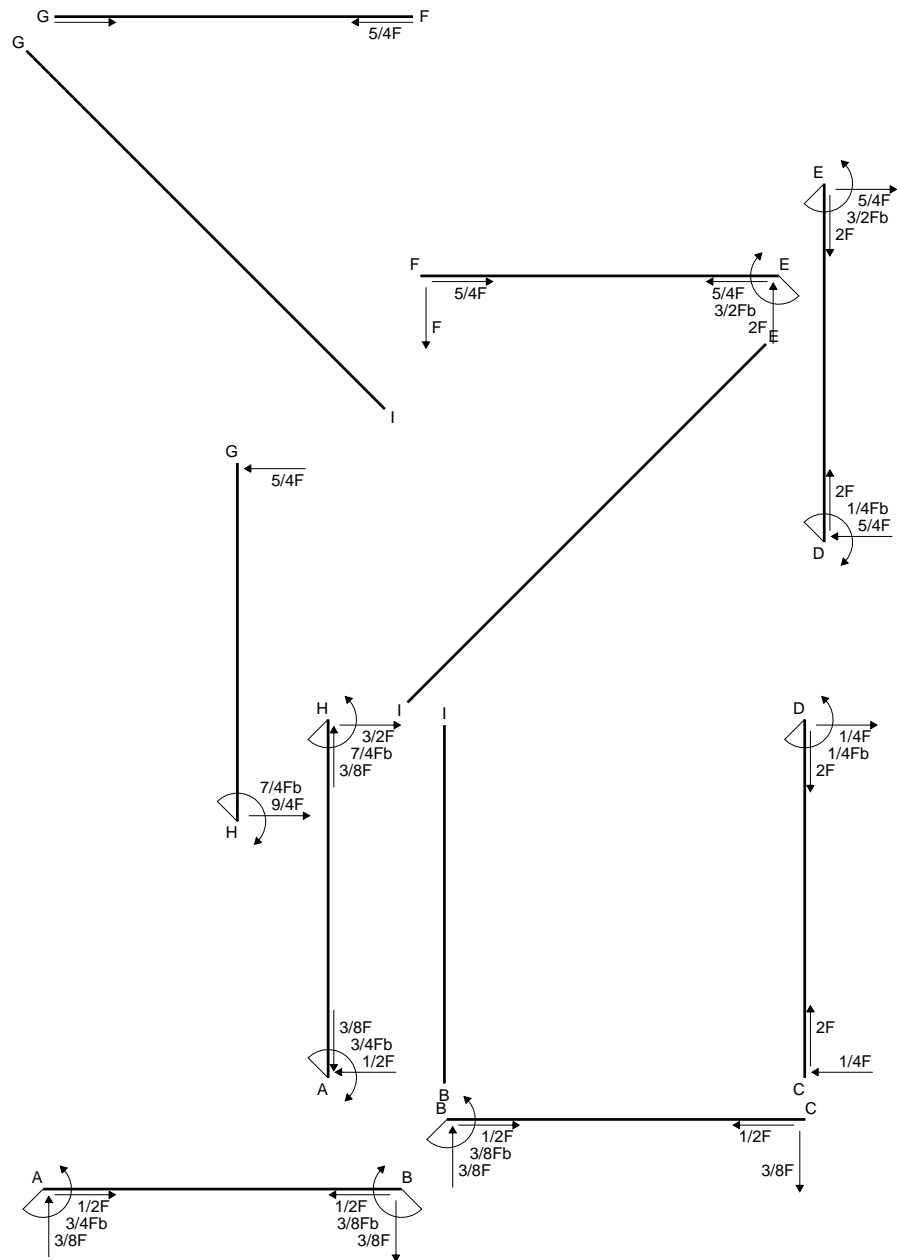 G F
5/4F
G
I
E
5/4F
3/2Fb
2F
F E
5/4F 5/4F
3/2Fb
F 2F
E
I
2F
1/4Fb
5/4F
D
G
5/4F
7/4Fb
9/4F
H
H
3/2F
7/4Fb
3/8F
3/8F
3/4Fb
1/2F
A
I
B
D
1/4F
1/4Fb
2F
2F
1/4F
C
B C
1/2F 1/2F
3/8Fb
3/8F 3/8F
A B
1/2F 1/2F
3/4Fb 3/8Fb
3/8F 3/8F